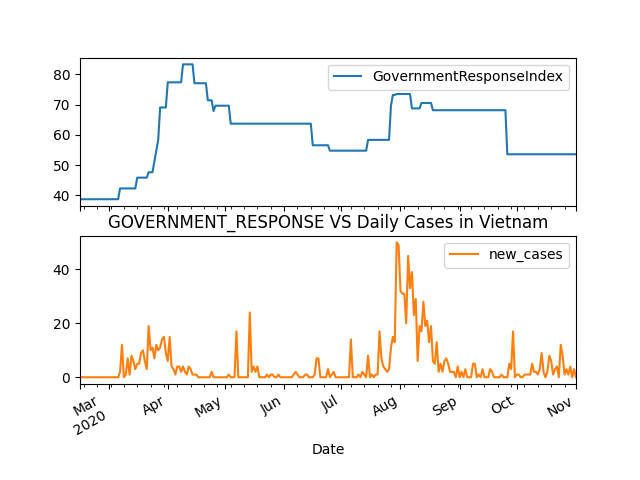 80
70
60
50
40
GovernmentResponseIndex
GOVERNMENT_RESPONSE VS Daily Cases in Vietnam
40
20
0
new_cases
Mar
2020
Apr
May
Jun
Jul
Aug
Sep
Oct
Nov
Date